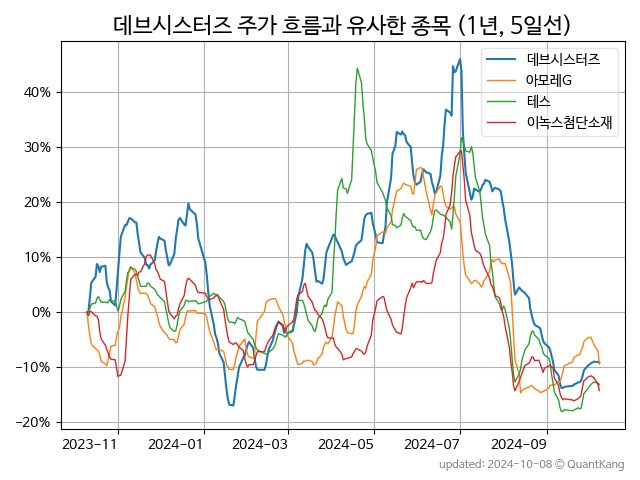 데브시스터즈 주가 흐름과 유사한 종목 (1년, 5일선)
데브시스터즈
아모레G
테스
이녹스첨단소재
40%
30%
20%
10%
0%
−10%
−20%
2023-11
2024-01
2024-03
2024-05
2024-07
2024-09
updated: 2024-10-08 © QuantKang